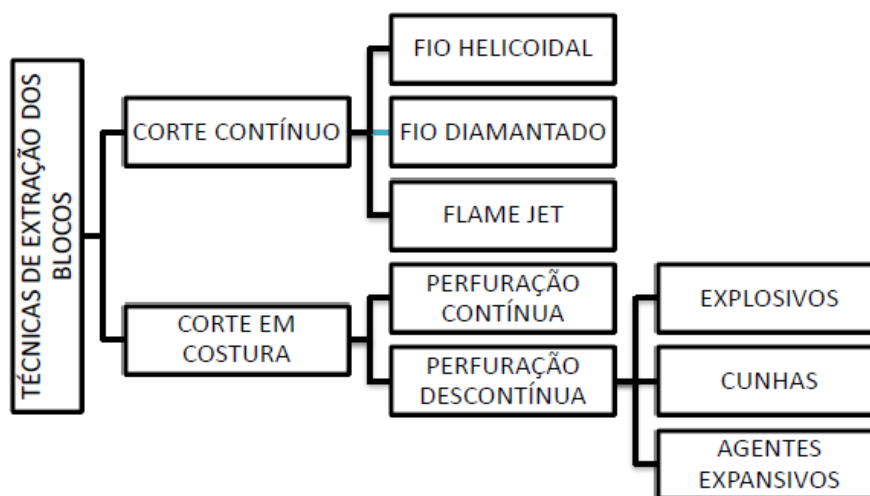 TÉCNICAS DE EXTRAÇÃO DOS
BLOCOS
CORTE CONTÍNUO
FIO HELICOIDAL
FIO DIAMANTADO
FLAME JET
CORTE EM
COSTURA
PERFURAÇÃO
CONTÍNUA
PERFURAÇÃO
DESCONTÍNUA
EXPLOSIVOS
CUNHAS
AGENTES
EXPANSIVOS